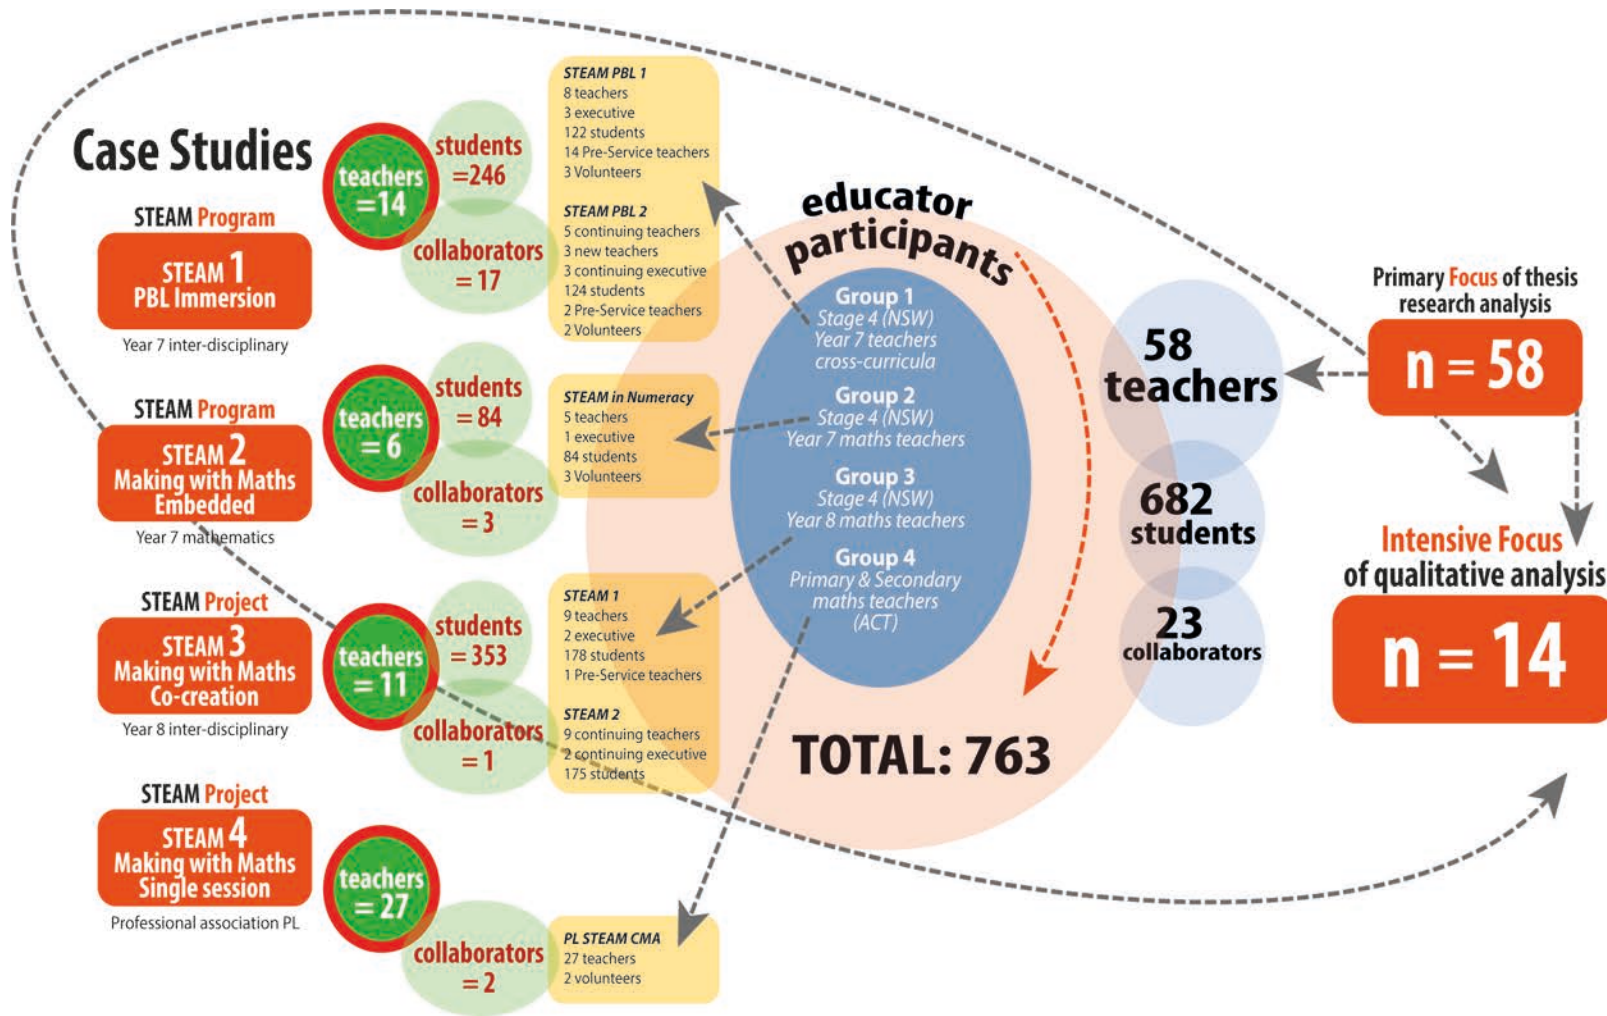 Case Studies
STEAM Program
STEAM 1
PBL Immersion
Year 7 inter-disciplinary
teachers
=14
students
=246
collaborators
= 17
STEAM PBL 1
8 teachers
3 executive
122 students
14 Pre-Service teachers
3 Volunteers
STEAM PBL 2
5 continuing teachers
3 new teachers
3 continuing executive
124 students
2 Pre-Service teachers
2 Volunteers
STEAM Program
STEAM 2
Making with Maths
Embedded
Year 7 mathematics
teachers
= 6
students
= 84
collaborators
= 3
STEAM in Numeracy
5 teachers
1 executive
84 students
3 Volunteers
STEAM Project
STEAM 3
Making with Maths
Co-creation
Year 8 inter-disciplinary
teachers
= 11
students
= 353
collaborators
= 1
STEAM 1
9 teachers
2 executive
178 students
1 Pre-Service teachers
STEAM 2
9 continuing teachers
2 continuing executive
175 students
STEAM Project
STEAM 4
Making with Maths
Single session
Professional association PL
teachers
= 27
collaborators
= 2
PL STEAM CMA
27 teachers
2 volunteers
educator
participants
Group 1
Stage 4 (NSW)
Year 7 teachers
cross-curricula
Group 2
Stage 4 (NSW)
Year 7 maths teachers
Group 3
Stage 4 (NSW)
Year 8 maths teachers
Group 4
Primary & Secondary
maths teachers
(ACT)
TOTAL: 763
58
teachers
682
students
23
collaborators
Primary Focus of thesis
research analysis
n = 58
Intensive Focus
of qualitative analysis
n = 14